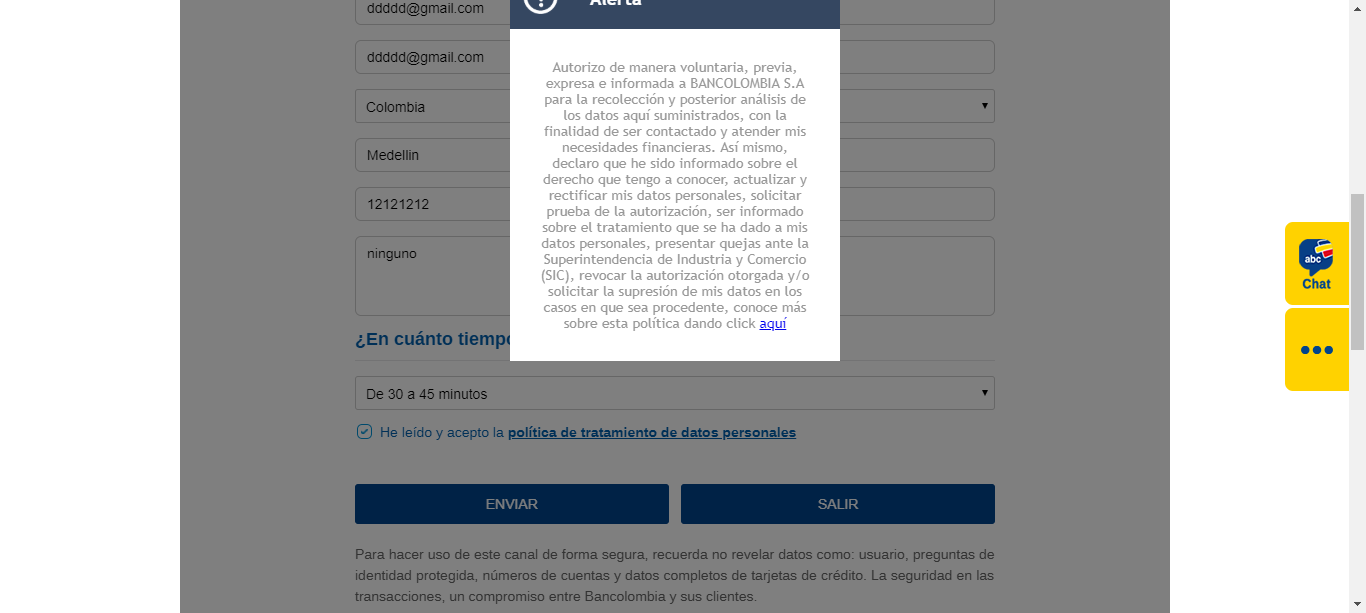 ddddd@gmail.com
Alerta
ddddd@gmail.com
Colombia
Medellin
12121212
ninguno
Autorizo de manera voluntaria, previa,
expresa e informada a BANCOLOMBIA S.A
para la recolección y posterior análisis de
los datos aquí suministrados, con la
finalidad de ser contactado y atender mis
necesidades financieras. Así mismo,
declaro que he sido informado sobre el
derecho que tengo a conocer, actualizar y
rectificar mis datos personales, solicitar
prueba de la autorización, ser informado
sobre el tratamiento que se ha dado a mis
datos personales, presentar quejas ante la
Superintendencia de Industria y Comercio
(SIC), revocar la autorización otorgada y/o
solicitar la supresión de mis datos en los
casos en que sea procedente, conoce más
sobre esta política dando click aquí
abc
Chat
¿En cuánto tiempo
De 30 a 45 minutos
He leído y acepto la política de tratamiento de datos personales
ENVIAR
SALIR
Para hacer uso de este canal de forma segura, recuerda no revelar datos como: usuario, preguntas de
identidad protegida, números de cuentas y datos completos de tarjetas de crédito. La seguridad en las
transacciones, un compromiso entre Bancolombia y sus clientes.